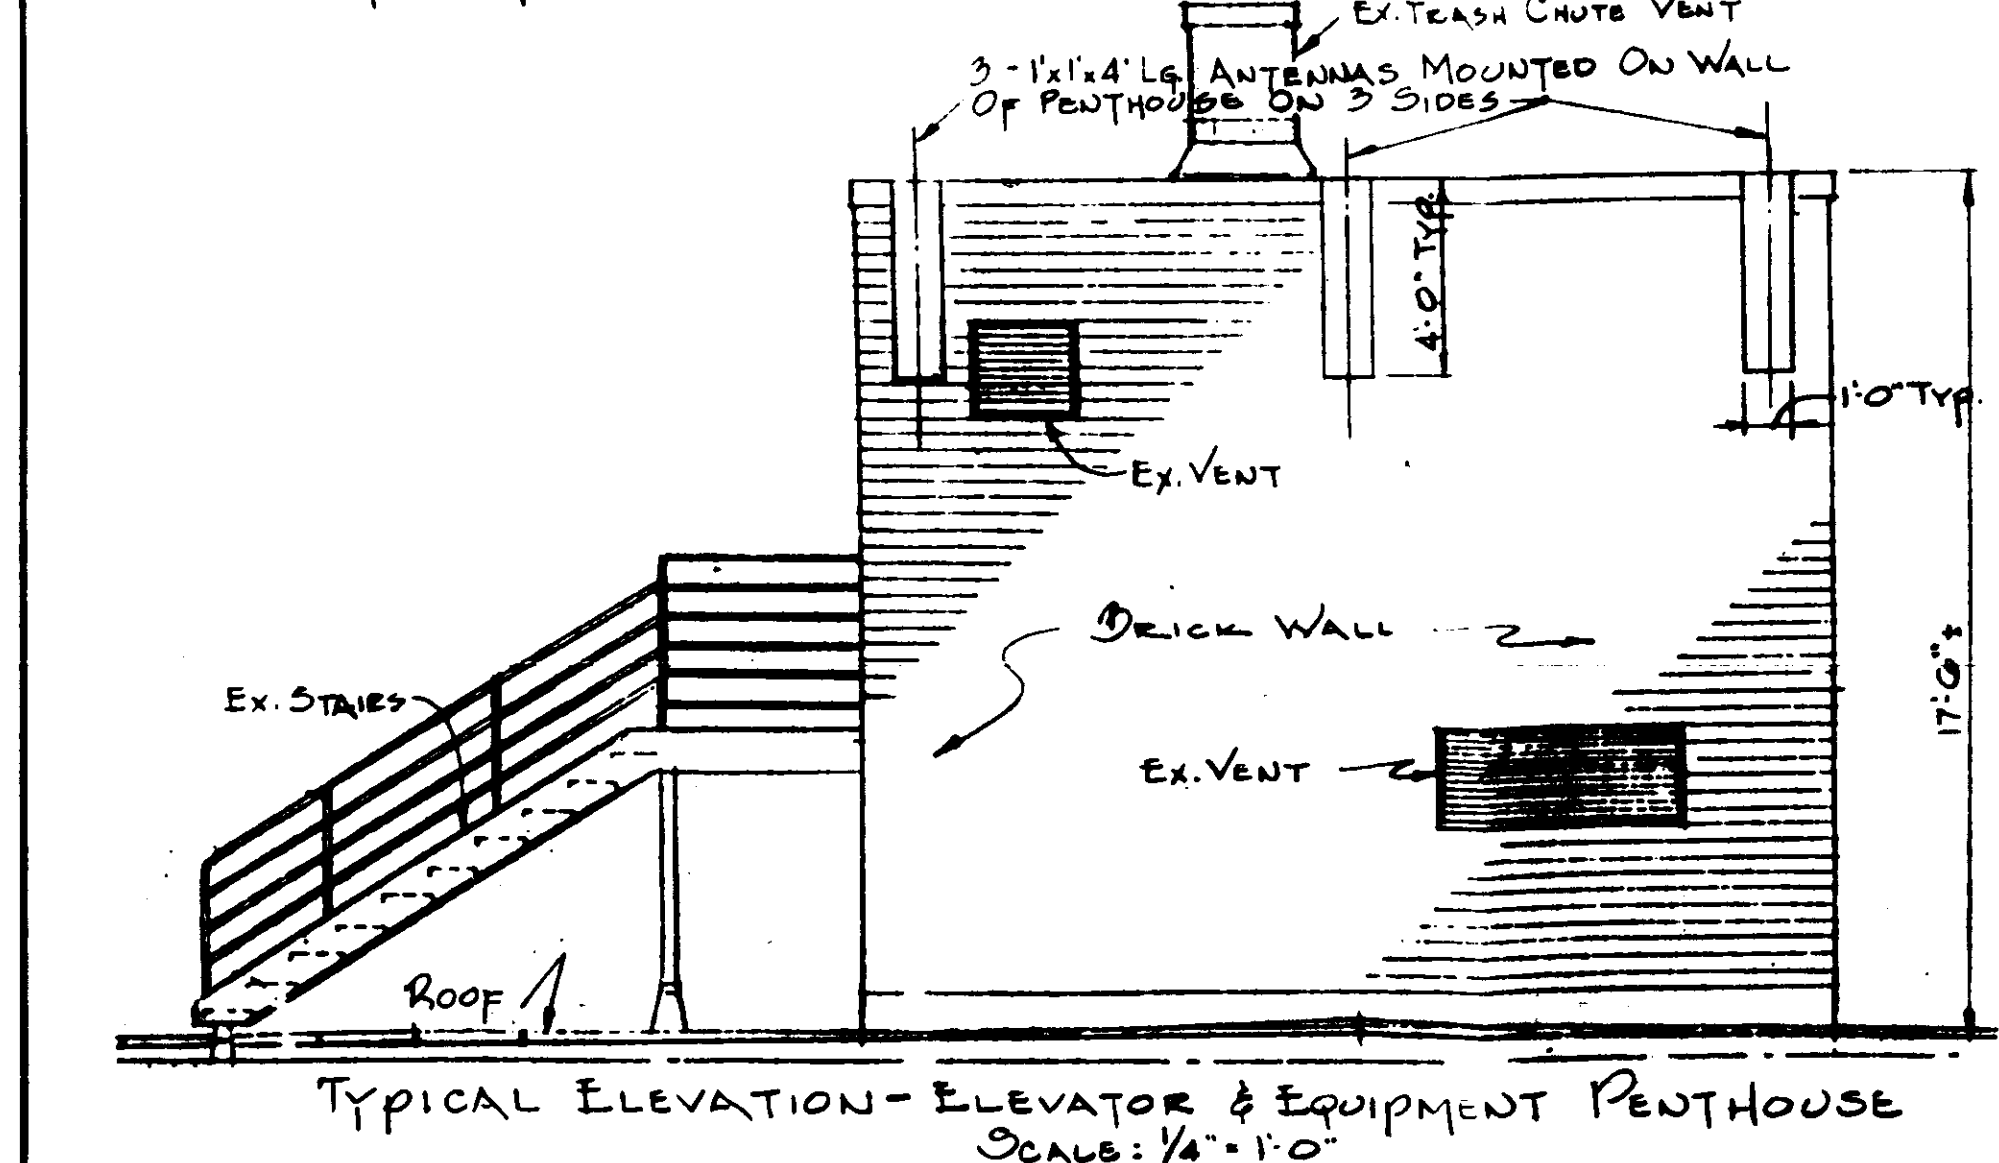 Ex. Trash Chute Vent
3 - 1'x1'x4' Lg. Antennas Mounted On Wall
Of Penthouse On 3 Sides
4'-0" Typ.
1'-0" Typ.
Ex. Vent
Brick Wall
Ex. Stairs
17'-6" ±
Ex. Vent
Roof
Typical Elevation - Elevator & Equipment Penthouse
Scale: 1/4" = 1'-0"